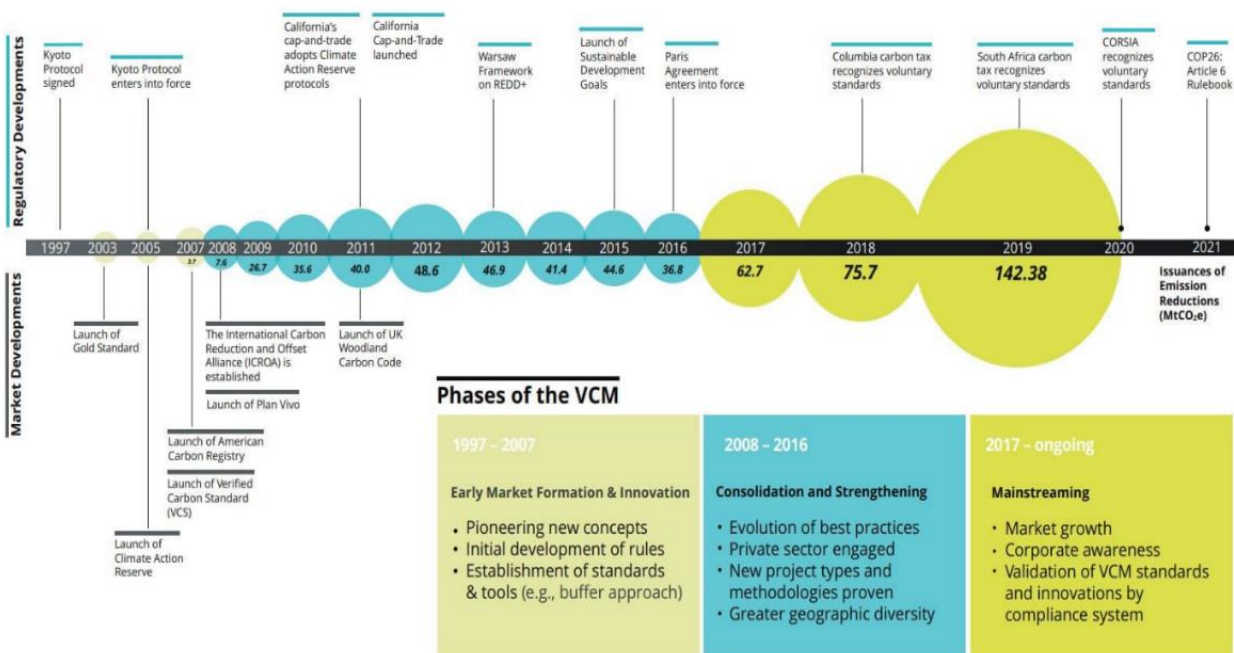 Regulatory Developments
Kyoto
Protocol
signed
Kyoto Protocol
enters into force
California's
cap-and-trade
adopts Climate
Action Reserve
protocols
California
Cap-and-Trade
launched
Warsaw
Framework
on REDD+
Launch of
Sustainable
Development
Goals
Paris
Agreement
enters into force
Columbia carbon tax
recognizes voluntary
standards
South Africa carbon
tax recognizes
voluntary standards
CORSIA
recognizes
voluntary
standards
COP26:
Article 6
Rulebook
1997 2003 2005 2007 2008 2009 2010 2011 2012 2013 2014 2015 2016 2017 2018 2019 2020 2021
3.7 7.6 26.7 35.6 40.0 48.6 46.9 41.4 44.6 36.8 62.7 75.7 142.38
Issuances of
Emission
Reductions
(MtCO₂e)
Market Developments
Launch of
Gold Standard
Launch of
Climate Action
Reserve
Launch of American
Carbon Registry
Launch of Verified
Carbon Standard
(VCS)
The International Carbon
Reduction and Offset
Alliance (ICROA) is
established
Launch of Plan Vivo
Launch of UK
Woodland
Carbon Code
Phases of the VCM
1997 – 2007
Early Market Formation & Innovation
• Pioneering new concepts
• Initial development of rules
• Establishment of standards
& tools (e.g., buffer approach)
2008 – 2016
Consolidation and Strengthening
• Evolution of best practices
• Private sector engaged
• New project types and
methodologies proven
• Greater geographic diversity
2017 – ongoing
Mainstreaming
• Market growth
• Corporate awareness
• Validation of VCM standards
and innovations by
compliance system